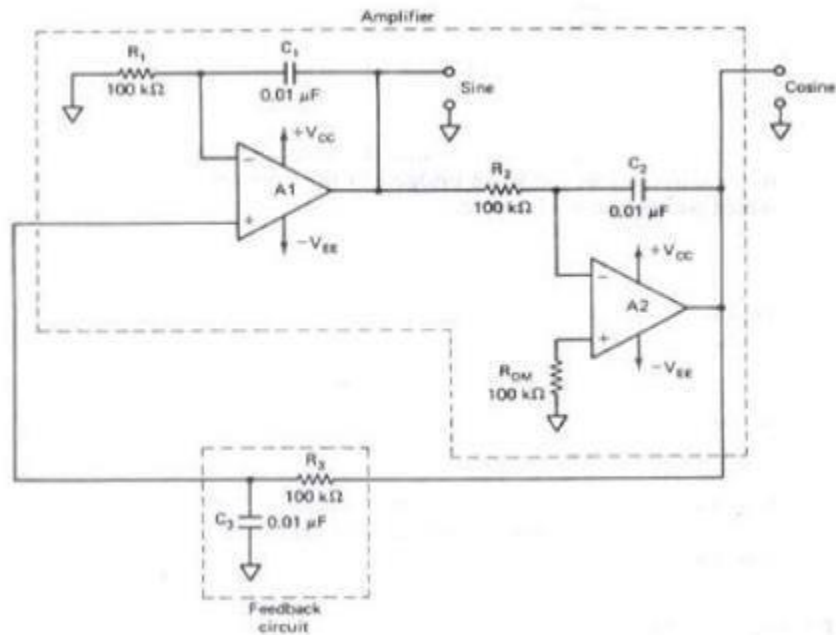 Amplifier
R1
100 kΩ
C1
0.01 μF
Sine
Cosine
+VCC
−
A1
+
−VEE
R2
100 kΩ
C2
0.01 μF
+VCC
−
A2
+
−VEE
ROM
100 kΩ
R3
100 kΩ
C3
0.01 μF
Feedback
circuit